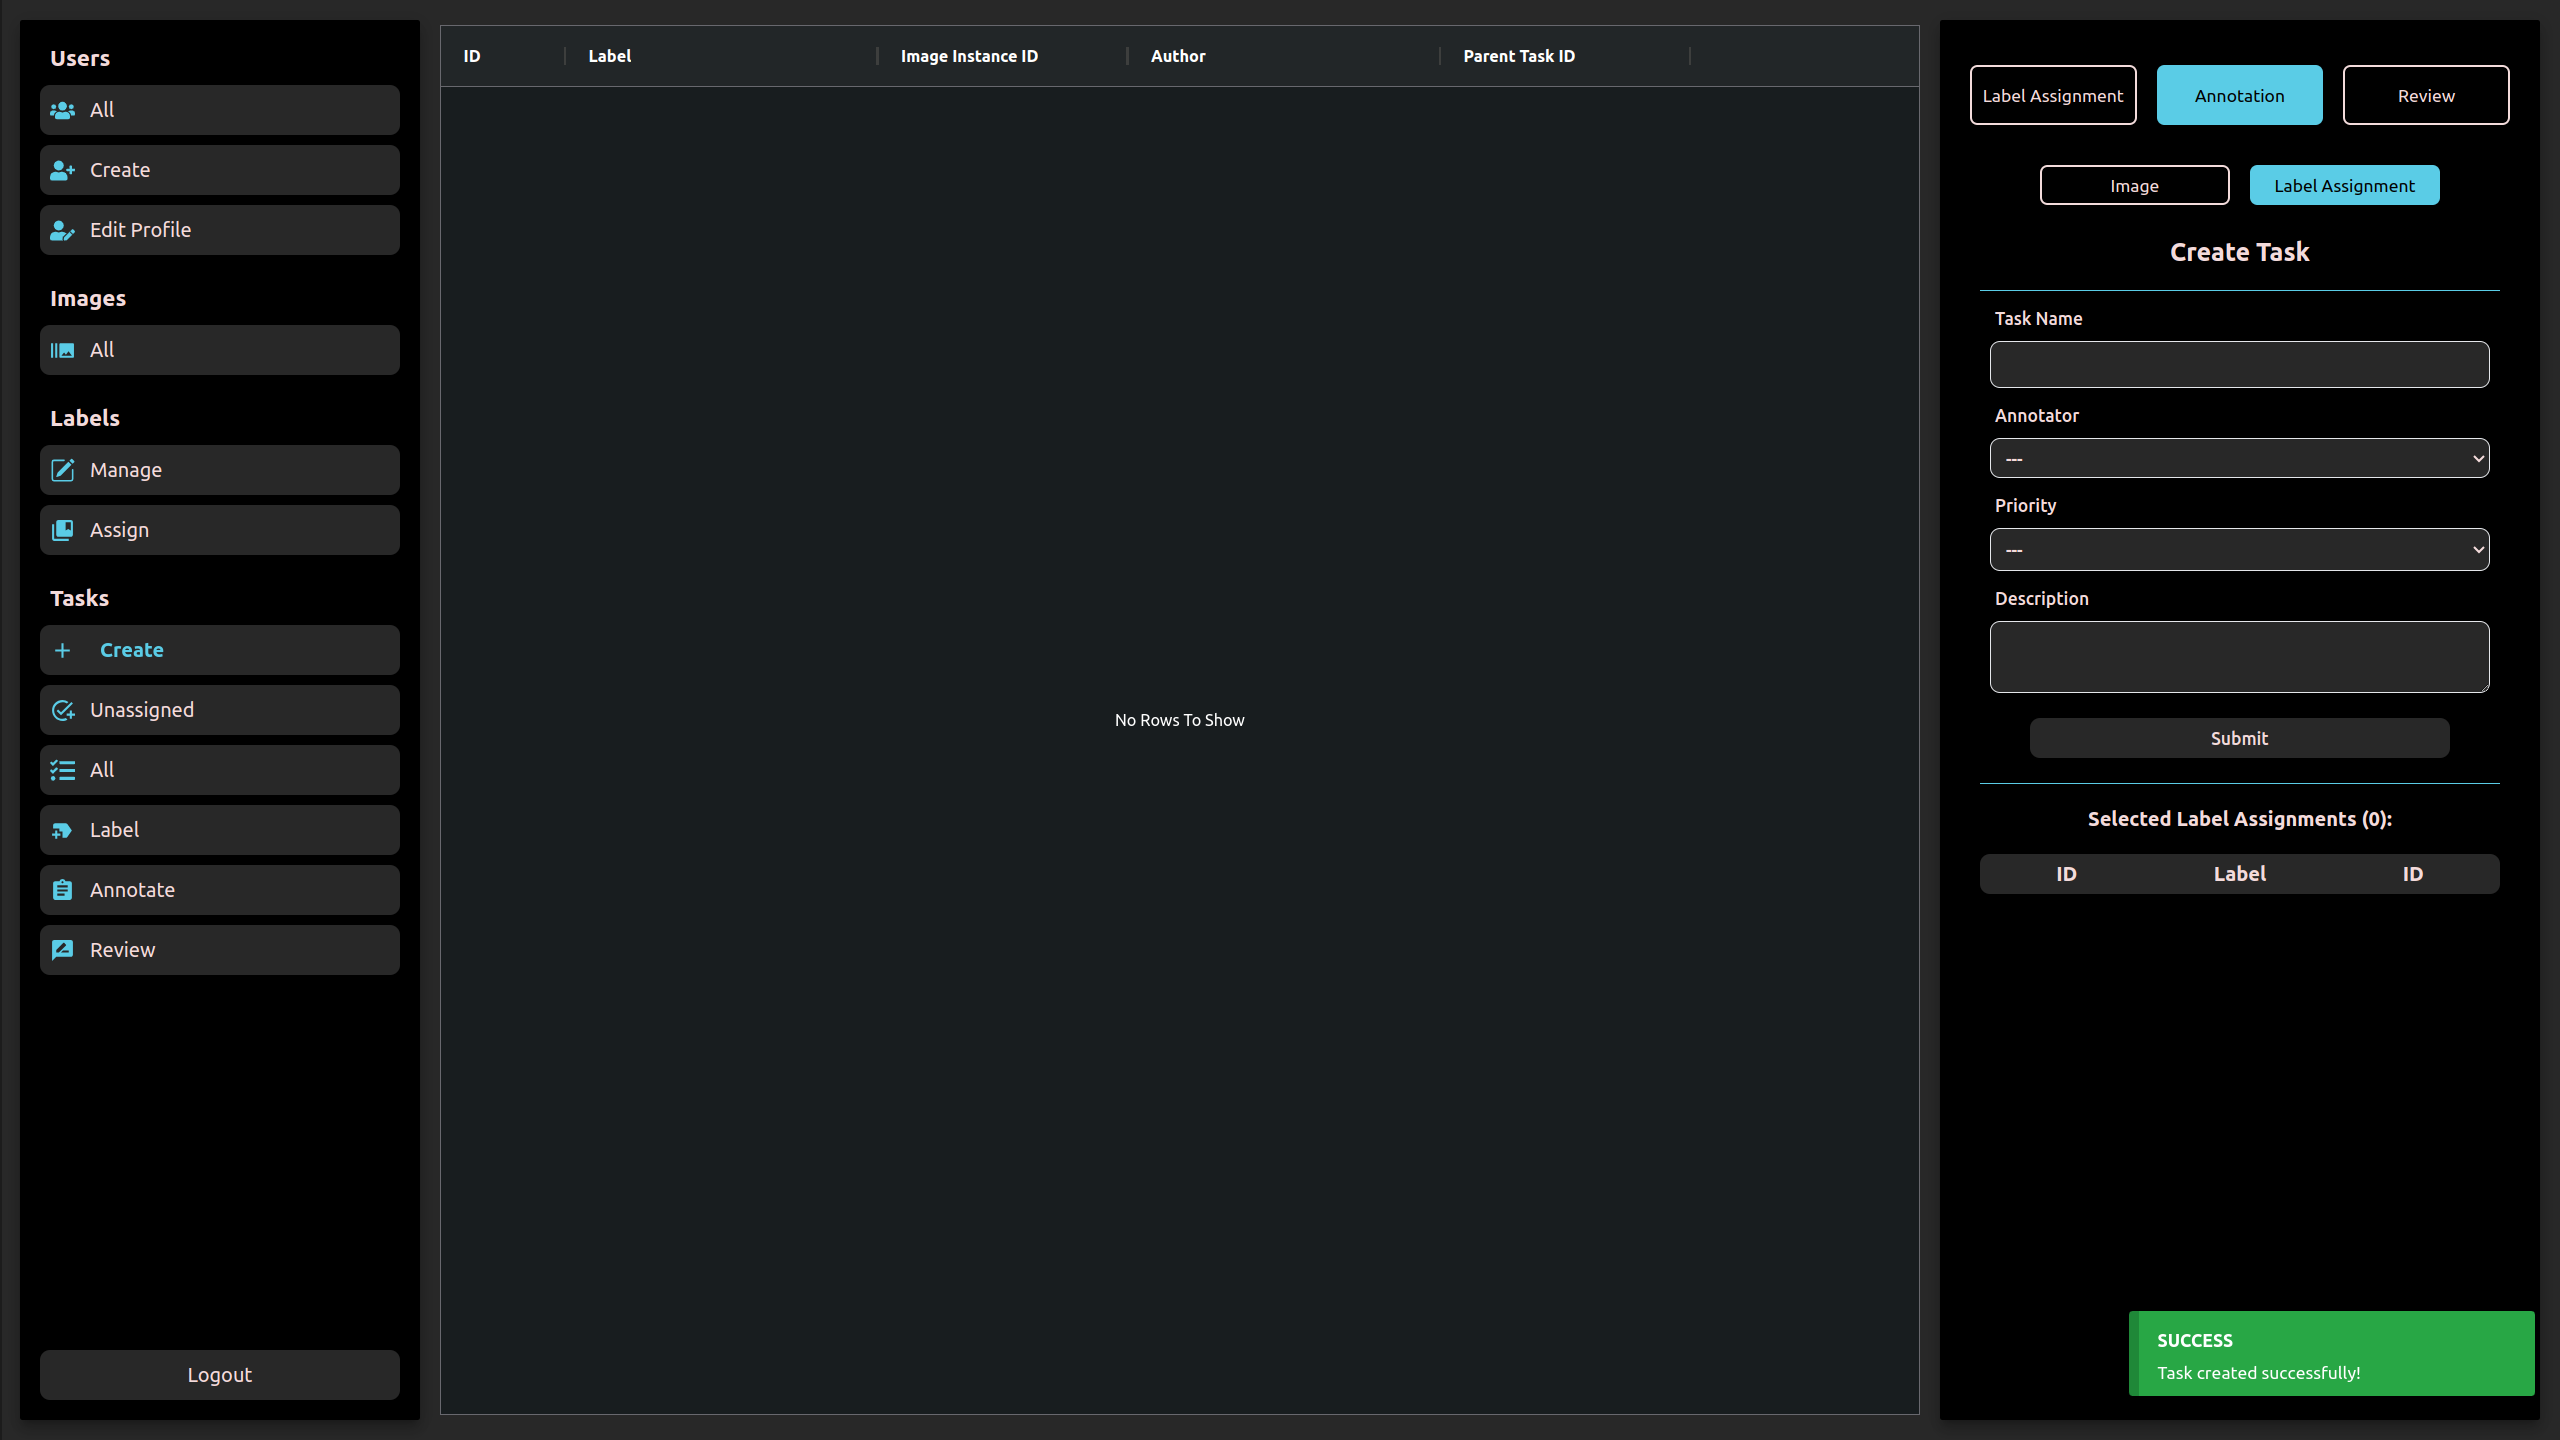 Users
All
Create
Edit Profile
Images
All
Labels
Manage
Assign
Tasks
Create
Unassigned
All
Label
Annotate
Review
Logout
ID Label Image Instance ID Author Parent Task ID
No Rows To Show
Label Assignment Annotation Review
Image Label Assignment
Create Task
Task Name
Annotator
---
Priority
---
Description
Submit
Selected Label Assignments (0):
ID Label ID
SUCCESS
Task created successfully!